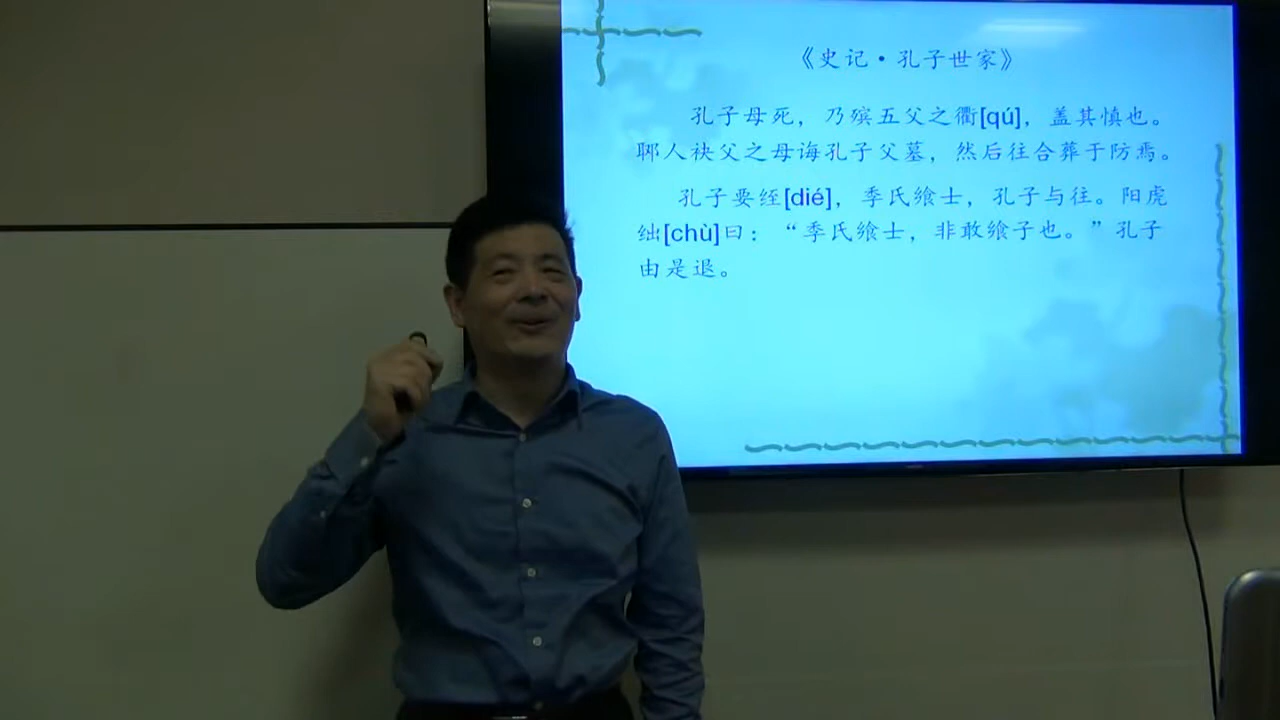 《史记·孔子世家》
孔子母死，乃殡五父之衢[qú]，盖其慎也。
郰人袂父之母诲孔子父墓，然后往合葬于防焉。
孔子要绖[dié]，季氏飨士，孔子与往。阳虎
绌[chù]曰：“季氏飨士，非敢飨子也。”孔子
由是退。